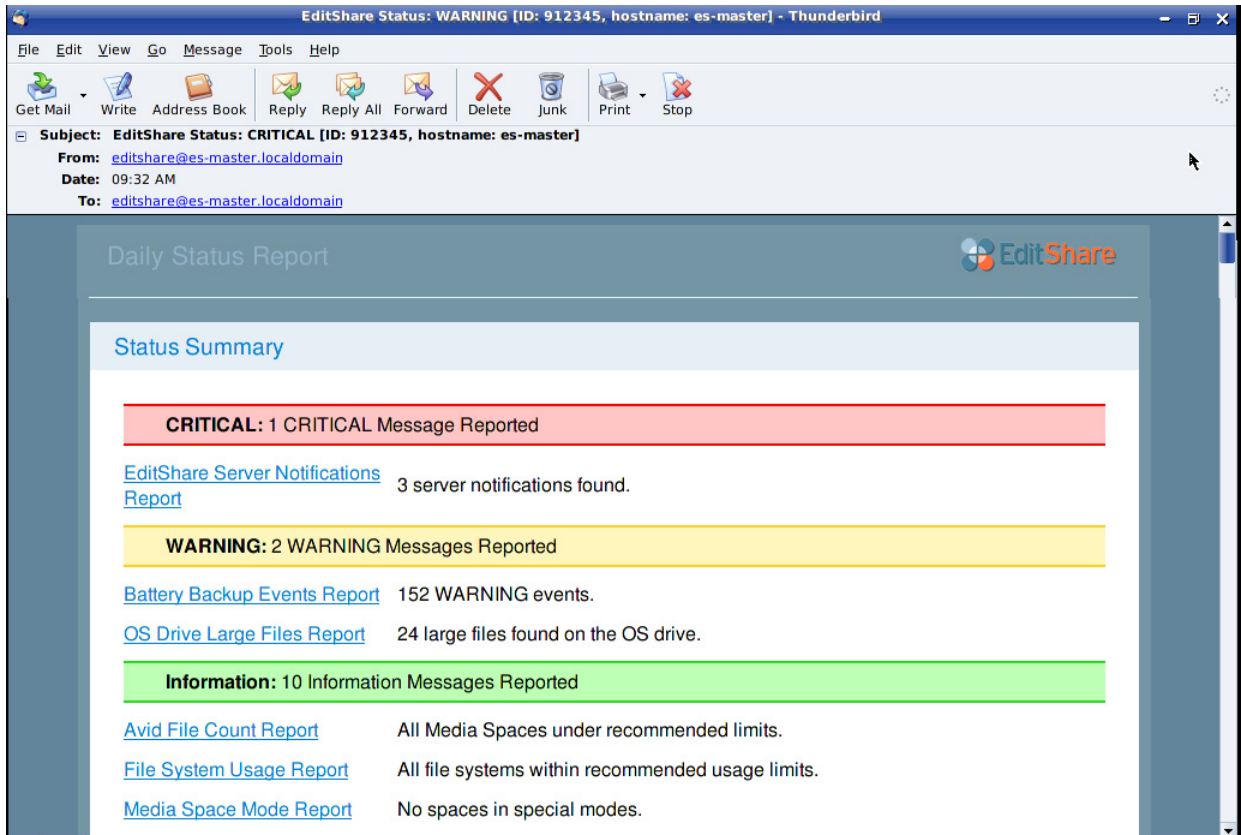 EditShare Status: WARNING [ID: 912345, hostname: es-master] - Thunderbird
File Edit View Go Message Tools Help
Get Mail Write Address Book Reply Reply All Forward Delete Junk Print Stop
Subject: EditShare Status: CRITICAL [ID: 912345, hostname: es-master]
From: editshare@es-master.localdomain
Date: 09:32 AM
To: editshare@es-master.localdomain
Daily Status Report EditShare
Status Summary
CRITICAL: 1 CRITICAL Message Reported
EditShare Server Notifications
Report 3 server notifications found.
WARNING: 2 WARNING Messages Reported
Battery Backup Events Report 152 WARNING events.
OS Drive Large Files Report 24 large files found on the OS drive.
Information: 10 Information Messages Reported
Avid File Count Report All Media Spaces under recommended limits.
File System Usage Report All file systems within recommended usage limits.
Media Space Mode Report No spaces in special modes.